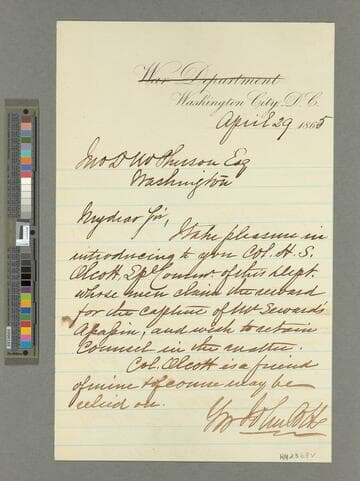 War Department
Washington City, D.C.
April 29 1865
Jno D McPherson Esq
Washington
My dear Sir,
I take pleasure in
introducing to you Col. H. S.
Olcott, Spl Commr. of this Dept.
whose men claim the reward
for the capture of Mr Seward's
Assassin, and wish to retain
Counsel in the matter.
Col. Olcott is a friend
of mine & of course may be
relied on.
HM 23684